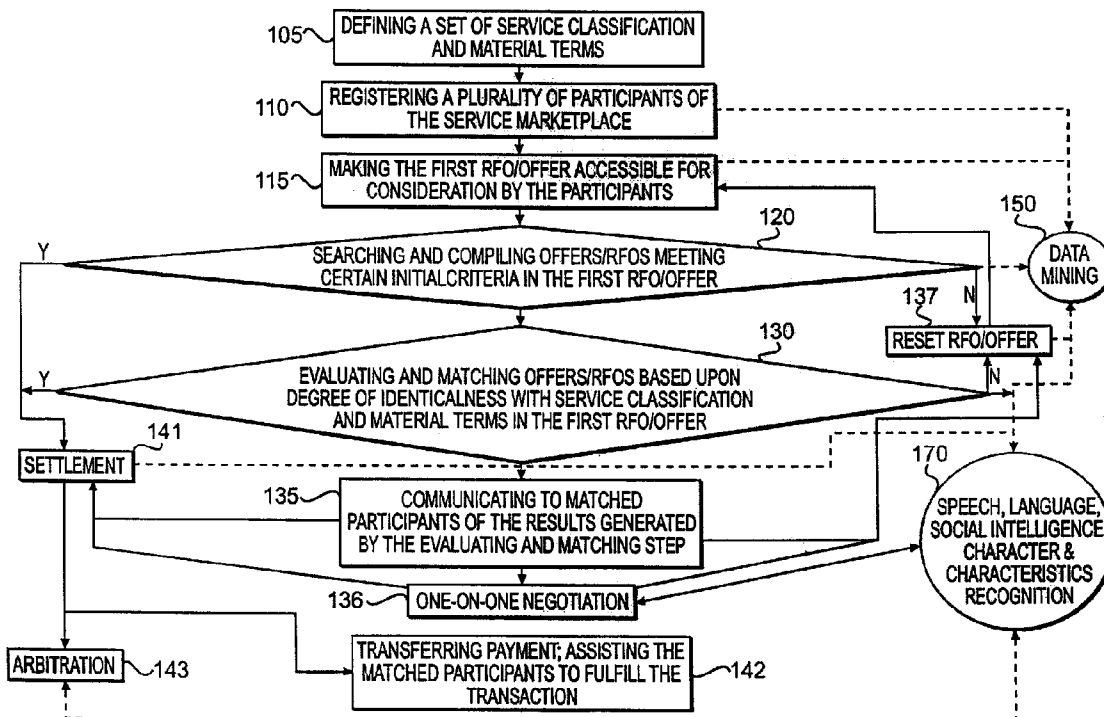 105
DEFINING A SET OF SERVICE CLASSIFICATION
AND MATERIAL TERMS
110
REGISTERING A PLURALITY OF PARTICIPANTS OF
THE SERVICE MARKETPLACE
115
MAKING THE FIRST RFO/OFFER ACCESSIBLE FOR
CONSIDERATION BY THE PARTICIPANTS
120
Y
SEARCHING AND COMPILING OFFERS/RFOS MEETING
CERTAIN INITIALCRITERIA IN THE FIRST RFO/OFFER
N
150
DATA
MINING
137
RESET RFO/OFFER
130
Y
EVALUATING AND MATCHING OFFERS/RFOS BASED UPON
DEGREE OF IDENTICALNESS WITH SERVICE CLASSIFICATION
AND MATERIAL TERMS IN THE FIRST RFO/OFFER
N
141
SETTLEMENT
135
COMMUNICATING TO MATCHED
PARTICIPANTS OF THE RESULTS GENERATED
BY THE EVALUATING AND MATCHING STEP
170
SPEECH, LANGUAGE,
SOCIAL INTELLIGENCE
CHARACTER &
CHARACTERISTICS
RECOGNITION
136
ONE-ON-ONE NEGOTIATION
ARBITRATION
143
TRANSFERRING PAYMENT; ASSISTING THE
MATCHED PARTICIPANTS TO FULFILL THE
TRANSACTION
142